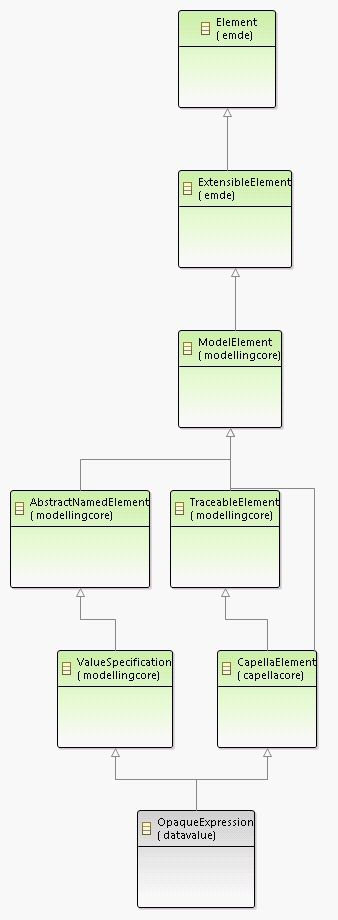 Element
( emde)
ExtensibleElement
( emde)
ModelElement
( modellingcore)
AbstractNamedElement
( modellingcore)
TraceableElement
( modellingcore)
ValueSpecification
( modellingcore)
CapellaElement
( capellacore)
OpaqueExpression
( datavalue)